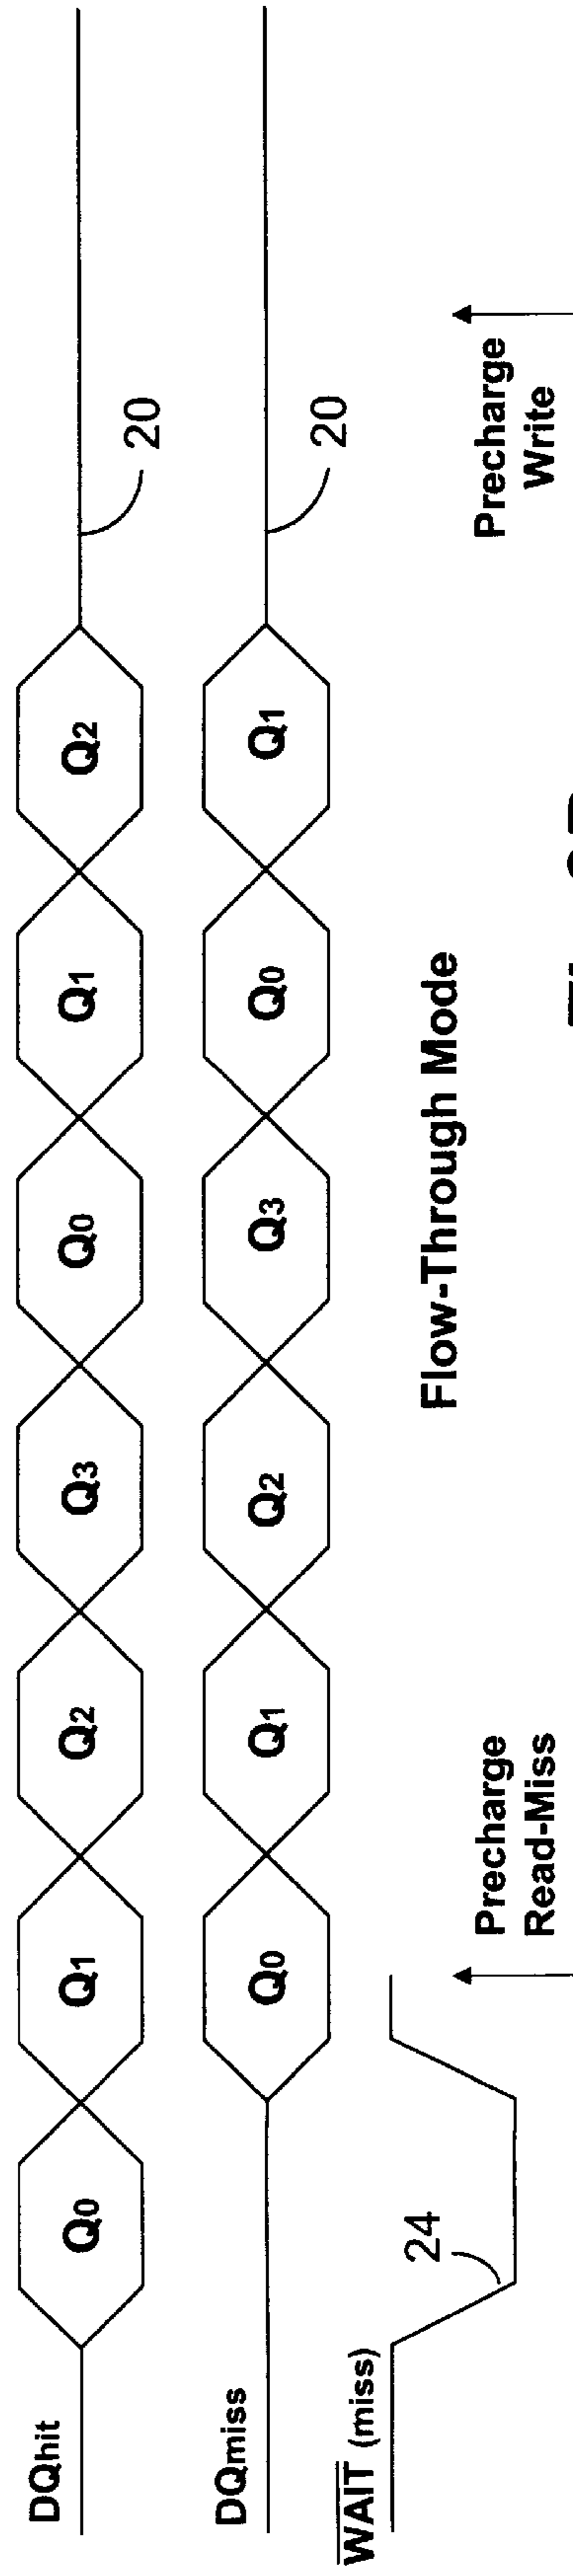 DQhit
Q0 Q1 Q2 Q3 Q0 Q1 Q2
20
DQmiss
Q0 Q1 Q2 Q3 Q0 Q1
20
WAIT (miss)
24
Flow-Through Mode
Precharge
Read-Miss
Precharge
Write